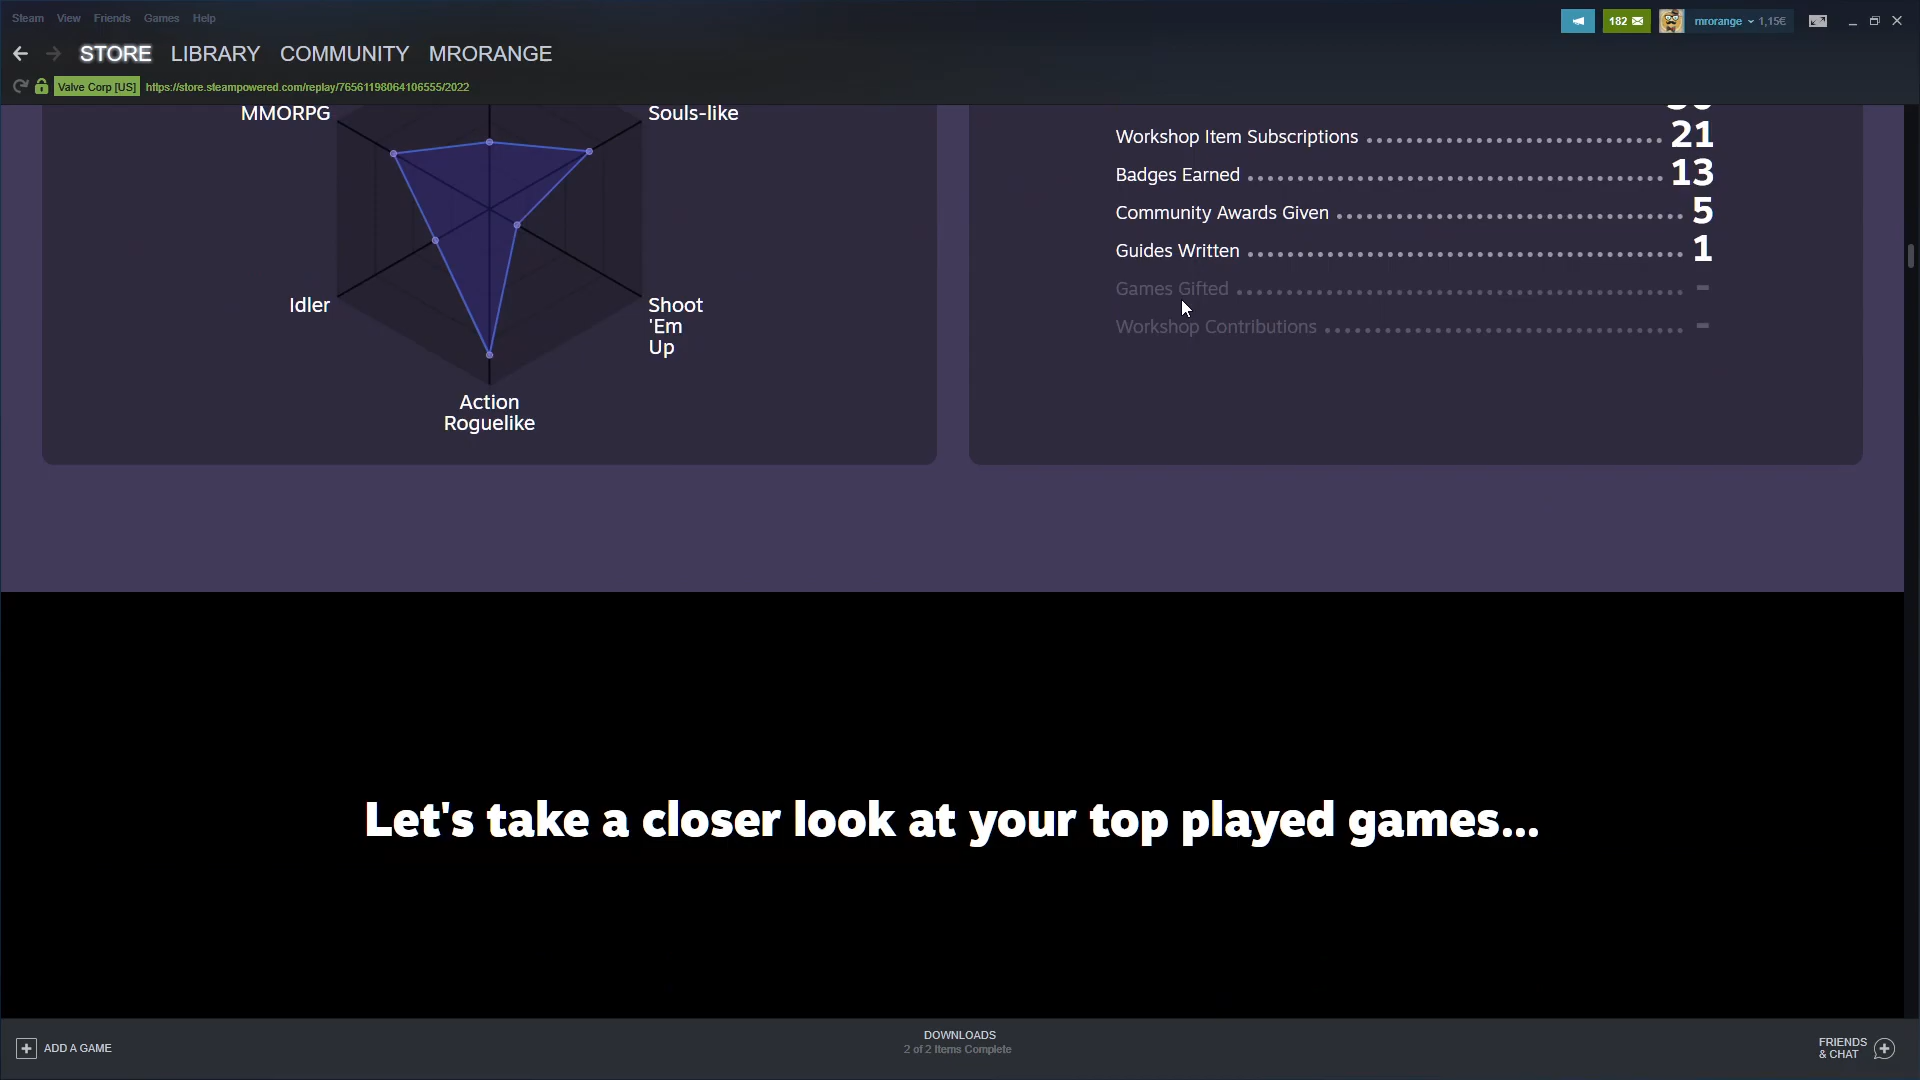 Steam View Friends Games Help
182
mrorange 1,15€
STORE LIBRARY COMMUNITY MRORANGE
Valve Corp [US] https://store.steampowered.com/replay/76561198064106555/2022
MMORPG
Souls-like
Idler
Shoot
'Em
Up
Action
Roguelike
Workshop Item Subscriptions 21
Badges Earned 13
Community Awards Given 5
Guides Written 1
Games Gifted -
Workshop Contributions -
Let's take a closer look at your top played games...
ADD A GAME
DOWNLOADS
2 of 2 Items Complete
FRIENDS
& CHAT